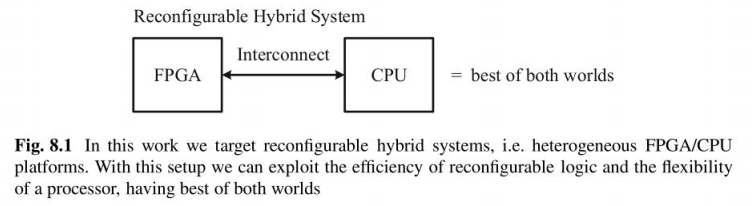 Reconfigurable Hybrid System
Interconnect
FPGA CPU = best of both worlds
Fig. 8.1 In this work we target reconfigurable hybrid systems, i.e. heterogeneous FPGA/CPU
platforms. With this setup we can exploit the efficiency of reconfigurable logic and the flexibility
of a processor, having best of both worlds